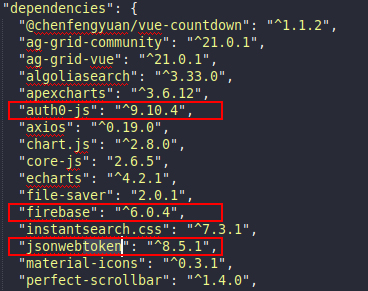 "dependencies": {
"@chenfengyuan/vue-countdown": "^1.1.2",
"ag-grid-community": "^21.0.1",
"ag-grid-vue": "^21.0.1",
"algoliasearch": "^3.33.0",
"apexcharts": "^3.6.12",
"auth0-js": "^9.10.4",
"axios": "^0.19.0",
"chart.js": "^2.8.0",
"core-js": "2.6.5",
"echarts": "^4.2.1",
"file-saver": "2.0.1",
"firebase": "^6.0.4",
"instantsearch.css": "^7.3.1",
"jsonwebtoken": "^8.5.1",
"material-icons": "^0.3.1",
"perfect-scrollbar": "^1.4.0",